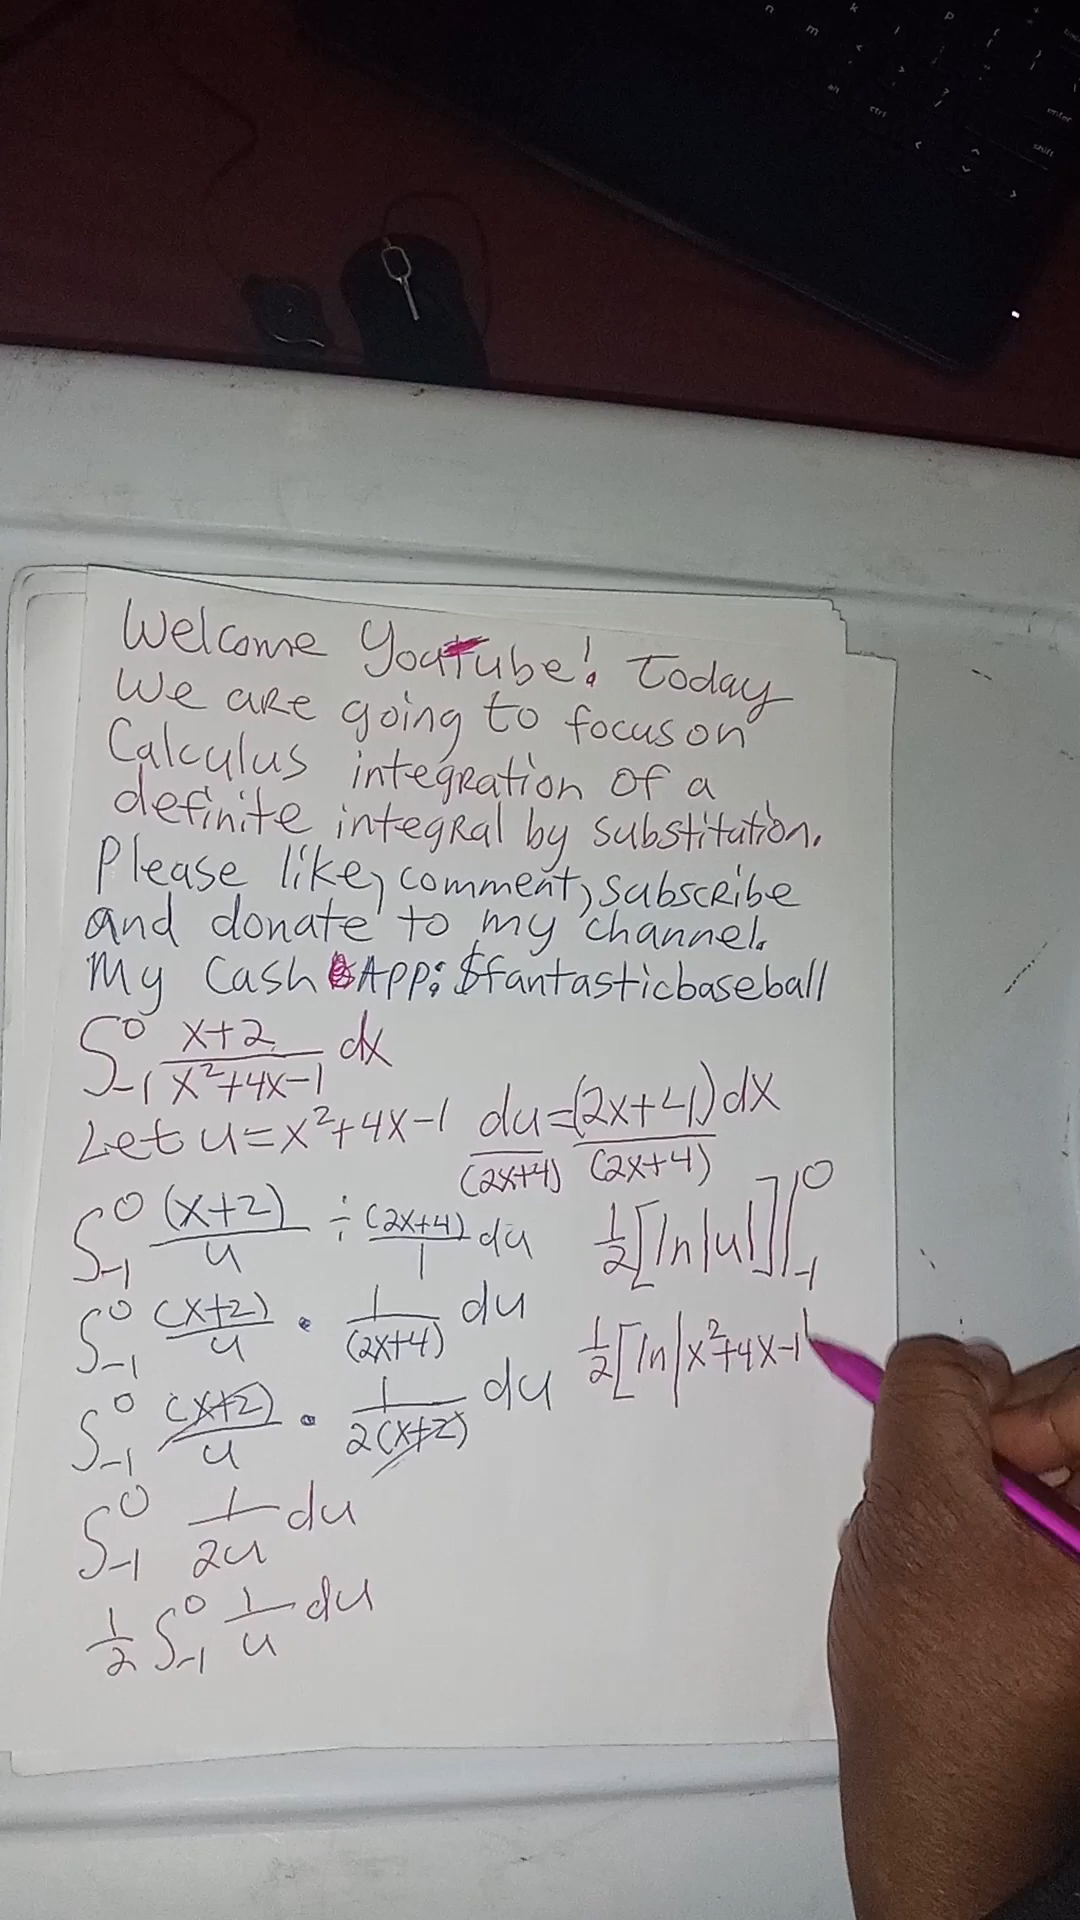 Welcome YouTube! Today
We are going to focus on
Calculus integration of a
definite integral by substitution.
Please like, comment, subscribe
and donate to my channel.
My Cash App: $fantasticbaseball
∫₋₁⁰ (x+2)/(x²+4x-1) dx
Let u=x²+4x-1 du/(2x+4) = (2x+4)dx/(2x+4)
∫₋₁⁰ (x+2)/u ÷ (2x+4)/1 du
∫₋₁⁰ (x+2)/u · 1/(2x+4) du
∫₋₁⁰ (x+2)/u · 1/2(x+2) du
∫₋₁⁰ 1/2u du
1/2 ∫₋₁⁰ 1/u du
1/2[ln|u|]|₋₁⁰
1/2[ln|x²+4x-1|
n
k
p
m
alt
ctrl
enter
shift